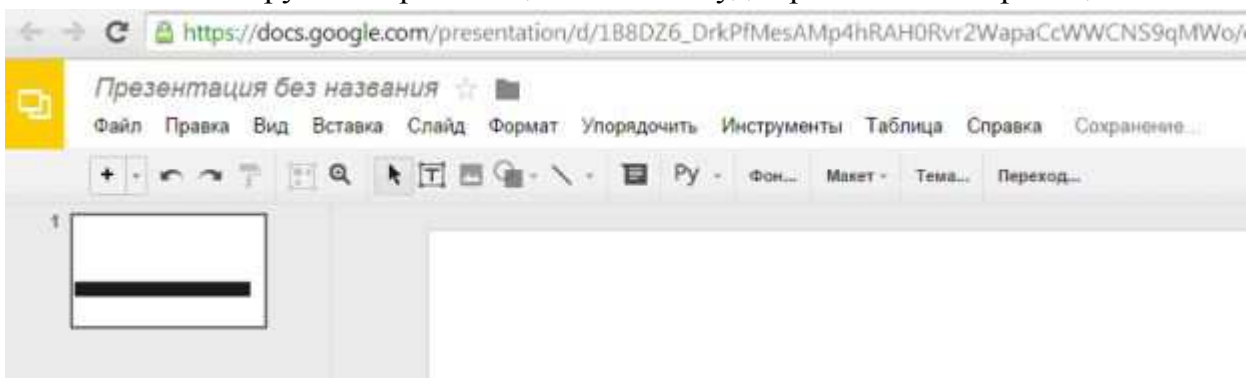 https://docs.google.com/presentation/d/1B8DZ6_DrkPfMesAMp4hRAH0Rvr2WapaCcWWCNS9qMWo/
Презентация без названия
Файл Правка Вид Вставка Слайд Формат Упорядочить Инструменты Таблица Справка Сохранение...
Ру Фон... Макет Тема... Переход...
1